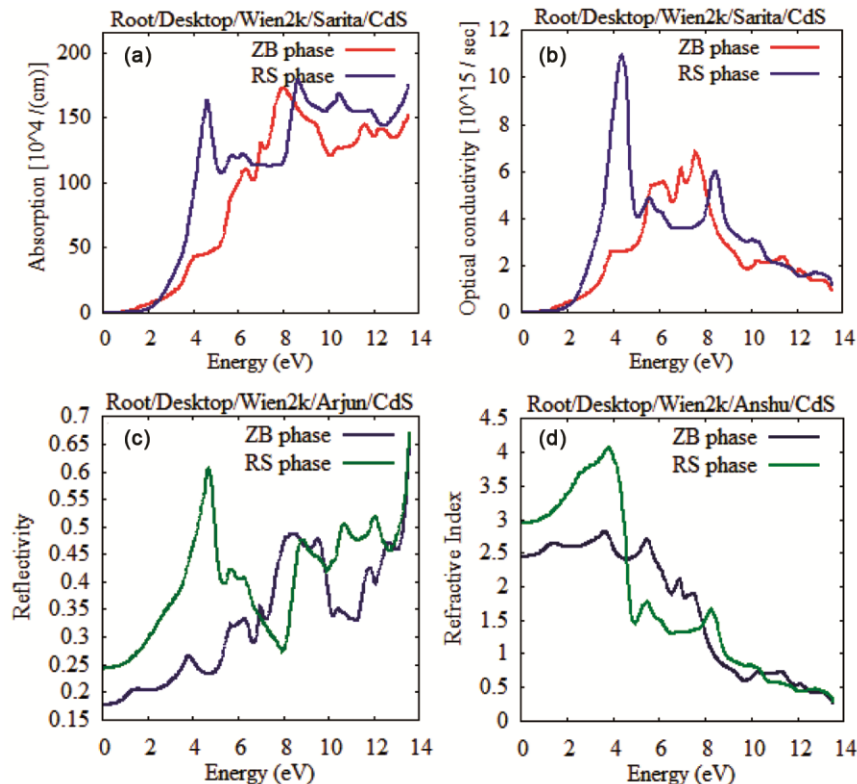 Root/Desktop/Wien2k/Sarita/CdS
(a)
ZB phase
RS phase
Absorption [10^4 /(cm)]
200
150
100
50
0
0 2 4 6 8 10 12 14
Energy (eV)
Root/Desktop/Wien2k/Sarita/CdS
(b)
ZB phase
RS phase
Optical conductivity [10^15 / sec]
12
10
8
6
4
2
0
0 2 4 6 8 10 12 14
Energy (eV)
Root/Desktop/Wien2k/Arjun/CdS
(c)
ZB phase
RS phase
Reflectivity
0.7
0.65
0.6
0.55
0.5
0.45
0.4
0.35
0.3
0.25
0.2
0.15
0 2 4 6 8 10 12 14
Energy (eV)
Root/Desktop/Wien2k/Anshu/CdS
(d)
ZB phase
RS phase
Refractive Index
4.5
4
3.5
3
2.5
2
1.5
1
0.5
0
0 2 4 6 8 10 12 14
Energy (eV)